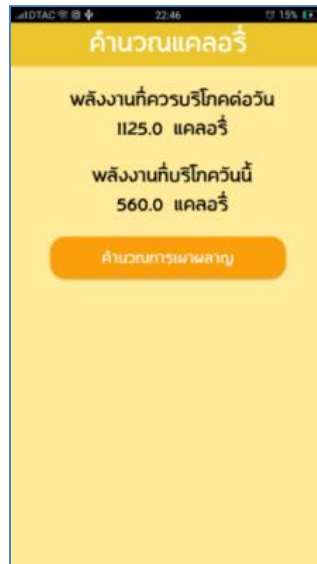 DTAC 22:46 15%
คำนวณแคลอรี่
พลังงานที่ควรบริโภคต่อวัน
1125.0 แคลอรี่
พลังงานที่บริโภควันนี้
560.0 แคลอรี่
คำนวณการเผาผลาญ